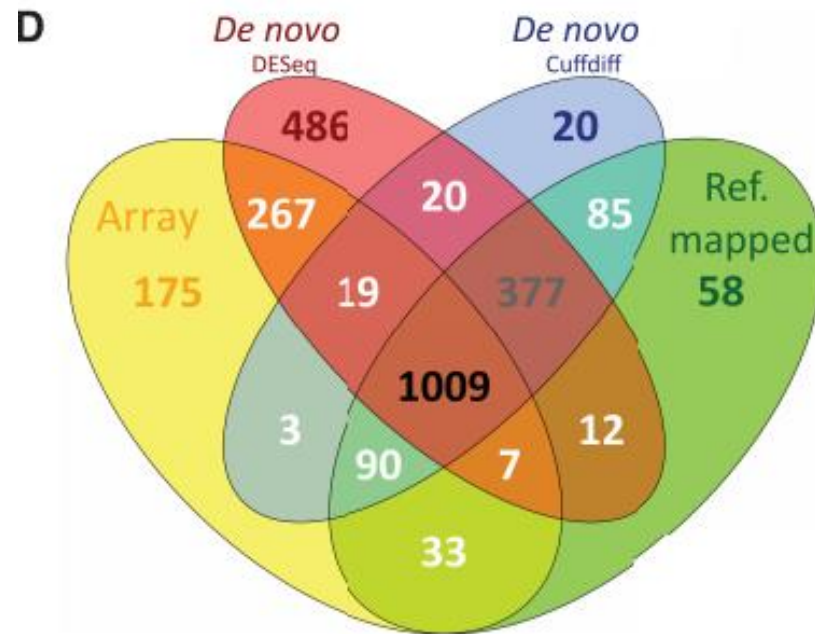 D
De novo De novo
DESeq Cuffdiff
486 20
Array 267 20 85 Ref.
mapped
175 19 377 58
1009
3 90 7 12
33